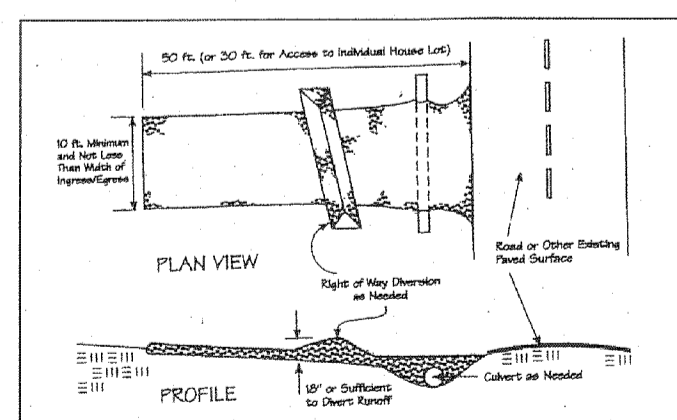 50 ft. (or 30 ft. for Access to Individual House Lot)
10 ft. Minimum
and Not Less
Than Width of
Ingress/Egress
Road or Other Existing
Paved Surface
PLAN VIEW
Right of Way Diversion
as Needed
18" or Sufficient
to Divert Runoff
Culvert as Needed
PROFILE